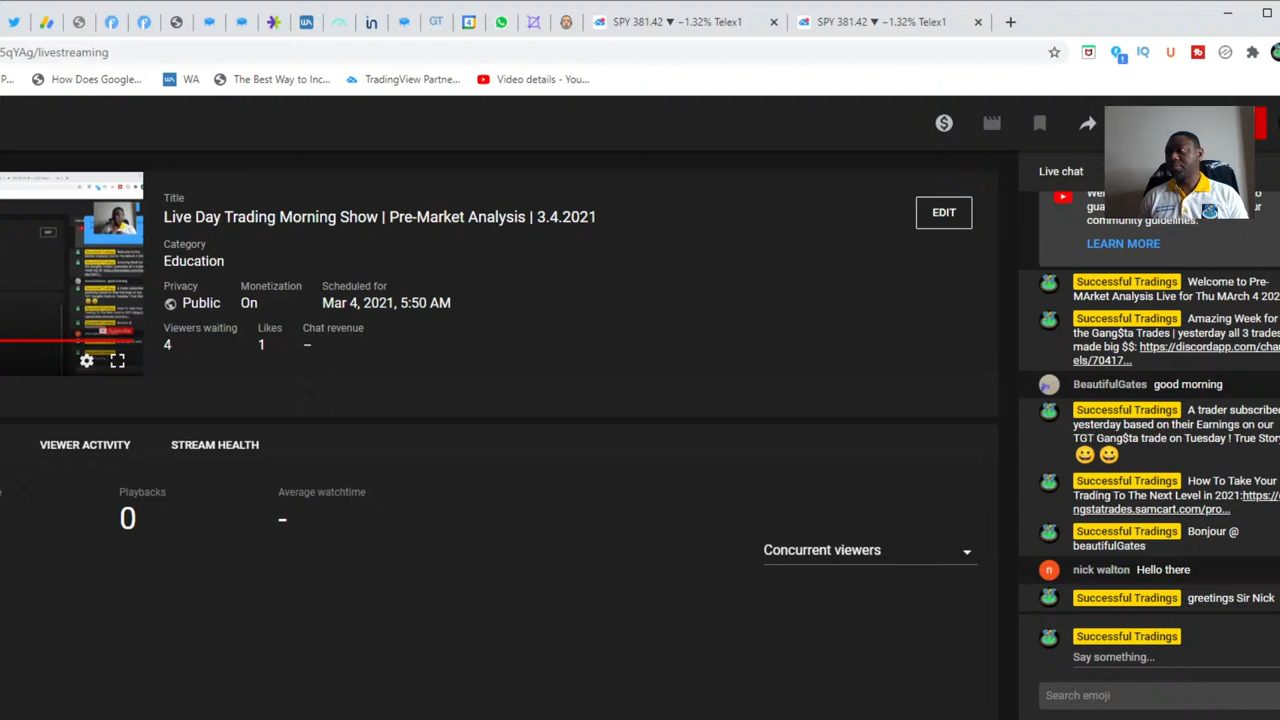 SPY 381.42 ▼ −1.32% Telex1
SPY 381.42 ▼ −1.32% Telex1
5qYAg/livestreaming
P...
How Does Google...
WA
The Best Way to Inc...
TradingView Partne...
Video details - You...
Live chat
guidelines.
community guidelines.
LEARN MORE
Title
Live Day Trading Morning Show | Pre-Market Analysis | 3.4.2021
EDIT
Category
Education
Privacy
Public
Monetization
On
Scheduled for
Mar 4, 2021, 5:50 AM
Viewers waiting
4
Likes
1
Chat revenue
–
VIEWER ACTIVITY
STREAM HEALTH
Playbacks
0
Average watchtime
-
Concurrent viewers
Successful Tradings Welcome to Pre-
MArket Analysis Live for Thu MArch 4 202
Successful Tradings Amazing Week for
the Gang$ta Trades | yesterday all 3 trades
made big $$: https://discordapp.com/cha
els/70417...
BeautifulGates good morning
Successful Tradings A trader subscribe
yesterday based on their Earnings on our
TGT Gang$ta trade on Tuesday ! True Story
Successful Tradings How To Take Your
Trading To The Next Level in 2021:https://
ngstatrades.samcart.com/pro...
Successful Tradings Bonjour @
beautifulGates
n nick walton Hello there
Successful Tradings greetings Sir Nick
Successful Tradings
Say something...
Search emoji